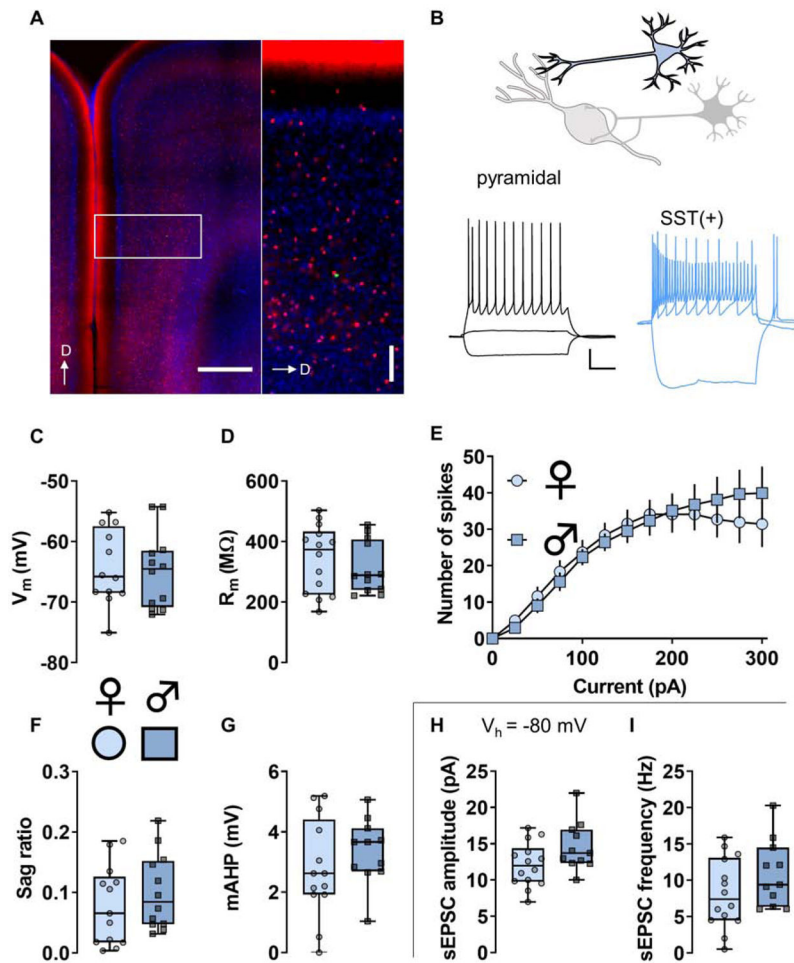 A
D
D
B
pyramidal
SST(+)
C
Vm (mV)
-50
-60
-70
-80
D
Rm (MΩ)
600
400
200
0
E
Number of spikes
50
40
30
20
10
0
♀
♂
0
100
200
300
Current (pA)
♀ ♂
F
Sag ratio
0.3
0.2
0.1
0.0
G
mAHP (mV)
6
4
2
0
Vh = -80 mV
H
sEPSC amplitude (pA)
25
20
15
10
5
0
I
sEPSC frequency (Hz)
25
20
15
10
5
0